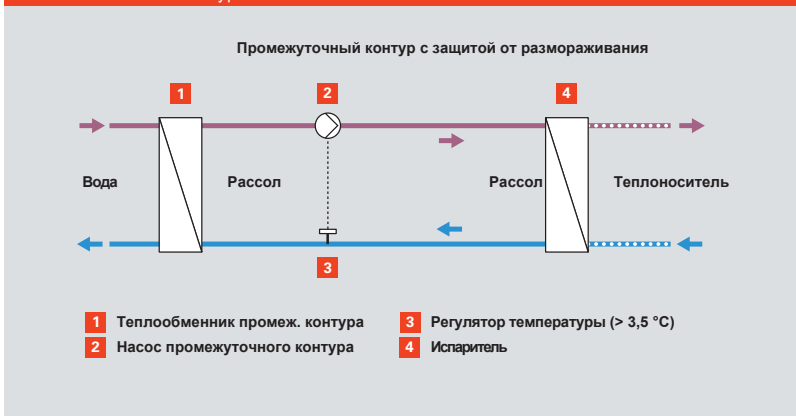 Промежуточный контур с защитой от размораживания
1
2
4
Вода
Рассол
Рассол
Теплоноситель
3
1 Теплообменник промеж. контура
3 Регулятор температуры (> 3,5 °C)
2 Насос промежуточного контура
4 Испаритель